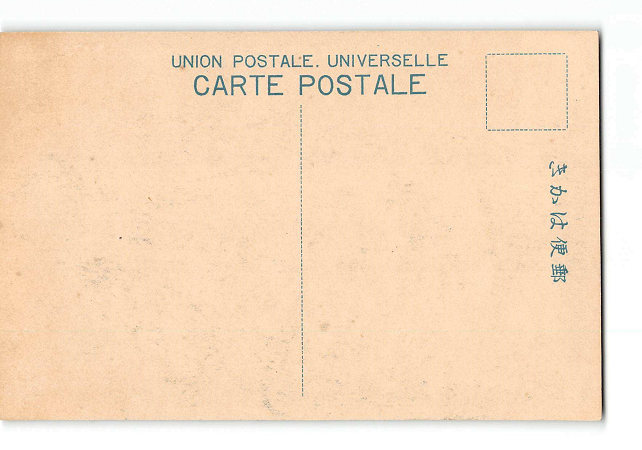 UNION POSTALE. UNIVERSELLE
CARTE POSTALE
郵便はかき